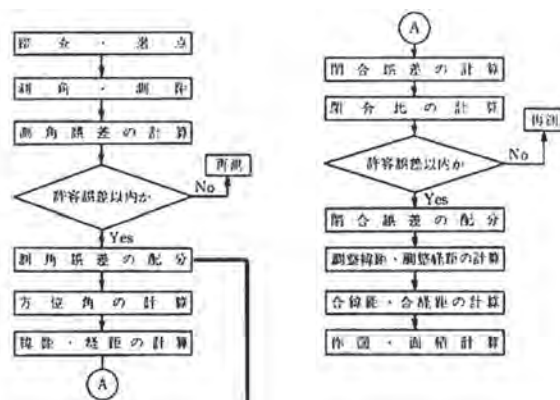 踏査・選点
測角・測距
測角誤差の計算
再測
許容誤差以内か
No
Yes
測角誤差の配分
方位角の計算
緯距・経距の計算
A
A
閉合誤差の計算
閉合比の計算
再測
許容誤差以内か
No
Yes
閉合誤差の配分
調整緯距・調整経距の計算
合緯距・合経距の計算
作図・面積計算